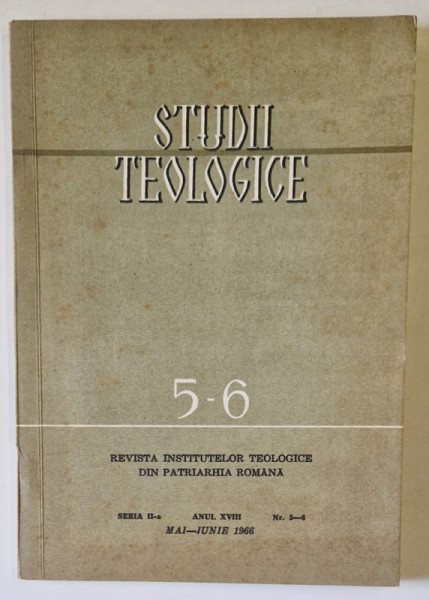 STUDII
TEOLOGICE
5-6
REVISTA INSTITUTELOR TEOLOGICE
DIN PATRIARHIA ROMÂNĂ
SERIA II-a ANUL XVIII Nr. 5—6
MAI—IUNIE 1966